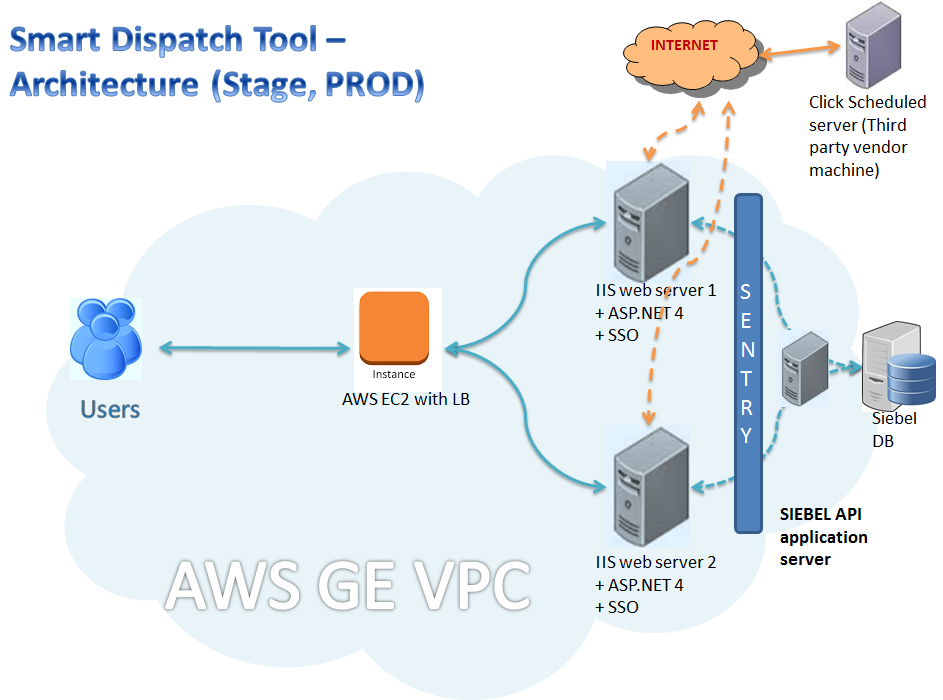 Smart Dispatch Tool –
Architecture (Stage, PROD)
INTERNET
Click Scheduled
server (Third
party vendor
machine)
IIS web server 1
+ ASP.NET 4
+ SSO
S
E
N
T
R
Y
Instance
AWS EC2 with LB
Users
Siebel
DB
SIEBEL API
application
server
IIS web server 2
+ ASP.NET 4
+ SSO
AWS GE VPC